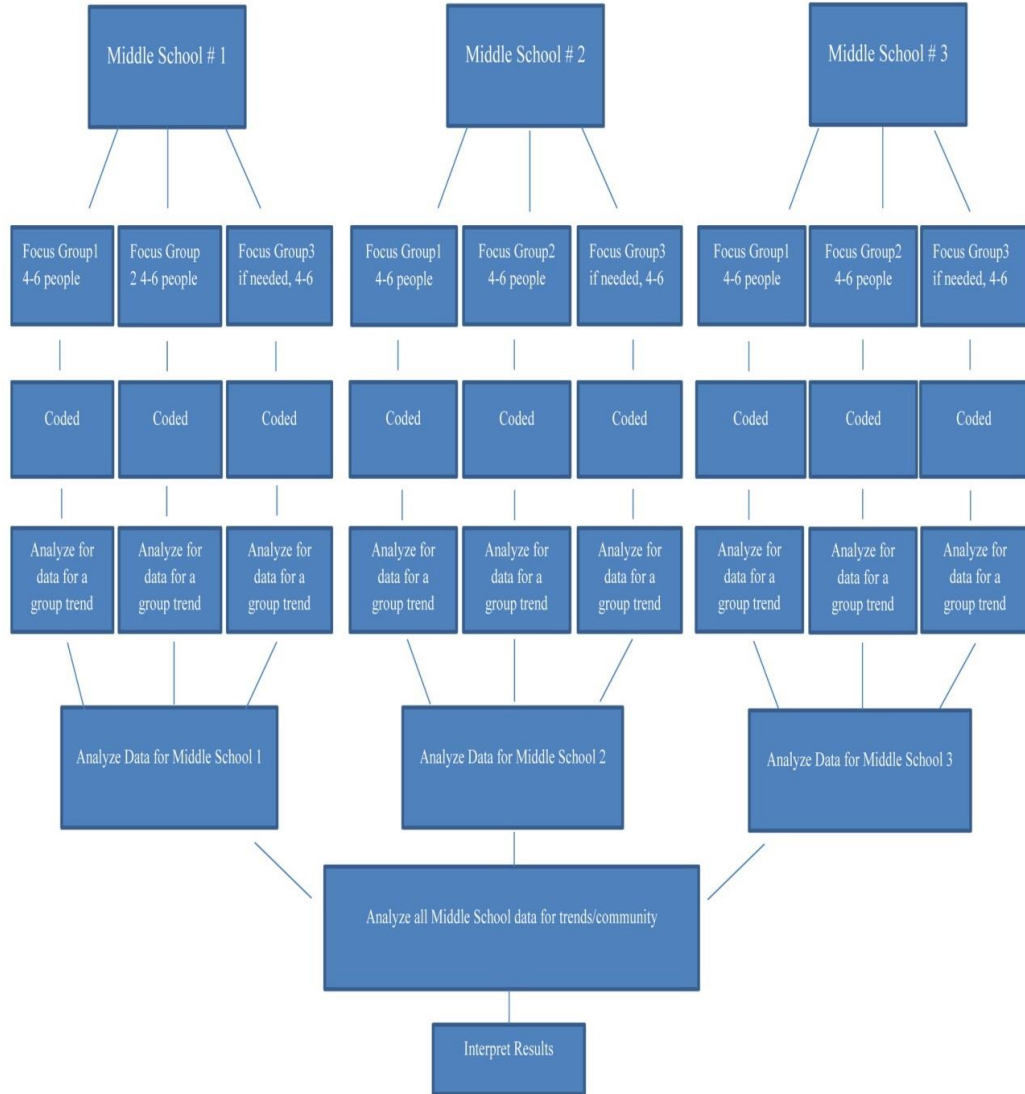 Middle School # 1
Middle School # 2
Middle School # 3
Focus Group1
4-6 people
Focus Group
2 4-6 people
Focus Group3
if needed, 4-6
Focus Group1
4-6 people
Focus Group2
4-6 people
Focus Group3
if needed, 4-6
Focus Group1
4-6 people
Focus Group2
4-6 people
Focus Group3
if needed, 4-6
Coded
Coded
Coded
Coded
Coded
Coded
Coded
Coded
Coded
Analyze for
data for a
group trend
Analyze for
data for a
group trend
Analyze for
data for a
group trend
Analyze for
data for a
group trend
Analyze for
data for a
group trend
Analyze for
data for a
group trend
Analyze for
data for a
group trend
Analyze for
data for a
group trend
Analyze for
data for a
group trend
Analyze Data for Middle School 1
Analyze Data for Middle School 2
Analyze Data for Middle School 3
Analyze all Middle School data for trends/community
Interpret Results